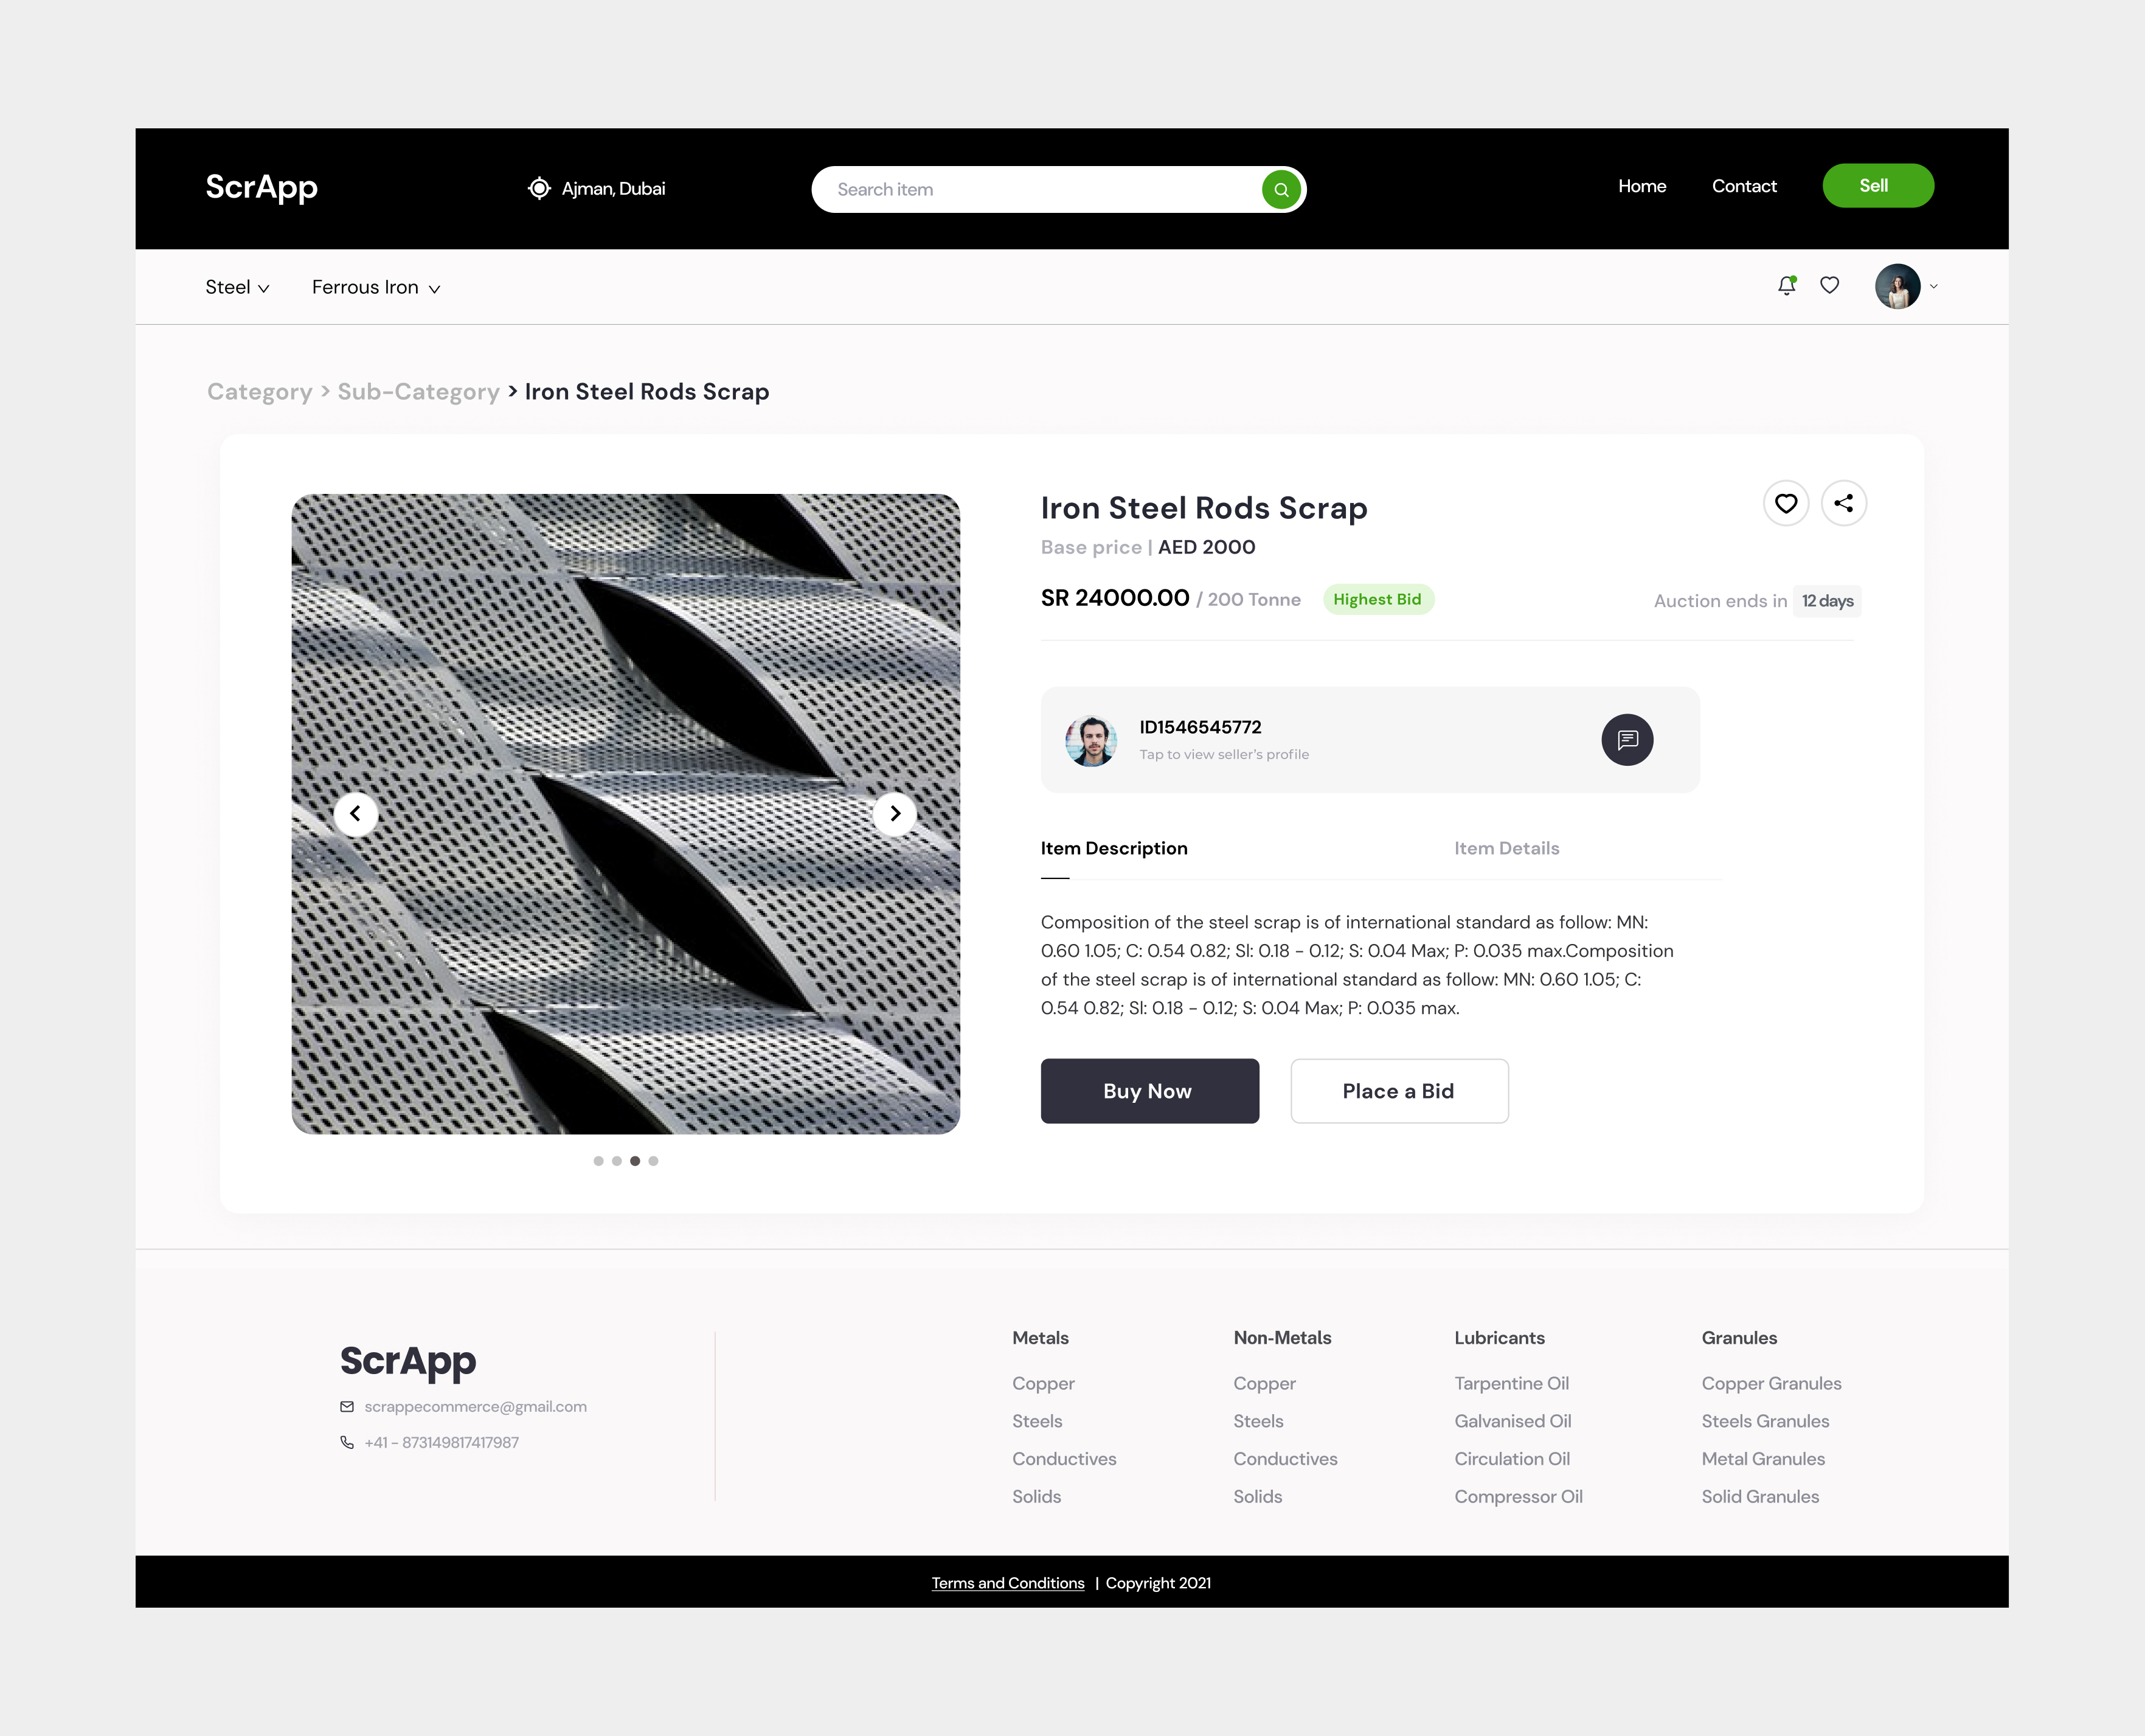 ScrApp
Ajman, Dubai
Search item
Home
Contact
Sell
Steel
Ferrous Iron
Category > Sub-Category > Iron Steel Rods Scrap
Iron Steel Rods Scrap
Base price | AED 2000
SR 24000.00 / 200 Tonne
Highest Bid
Auction ends in 12 days
ID1546545772
Tap to view seller's profile
Item Description
Item Details
Composition of the steel scrap is of international standard as follow: MN:
0.60 1.05; C: 0.54 0.82; SI: 0.18 - 0.12; S: 0.04 Max; P: 0.035 max.Composition
of the steel scrap is of international standard as follow: MN: 0.60 1.05; C:
0.54 0.82; SI: 0.18 - 0.12; S: 0.04 Max; P: 0.035 max.
Buy Now
Place a Bid
ScrApp
scrappecommerce@gmail.com
+41 - 873149817417987
Metals
Copper
Steels
Conductives
Solids
Non-Metals
Copper
Steels
Conductives
Solids
Lubricants
Tarpentine Oil
Galvanised Oil
Circulation Oil
Compressor Oil
Granules
Copper Granules
Steels Granules
Metal Granules
Solid Granules
Terms and Conditions | Copyright 2021